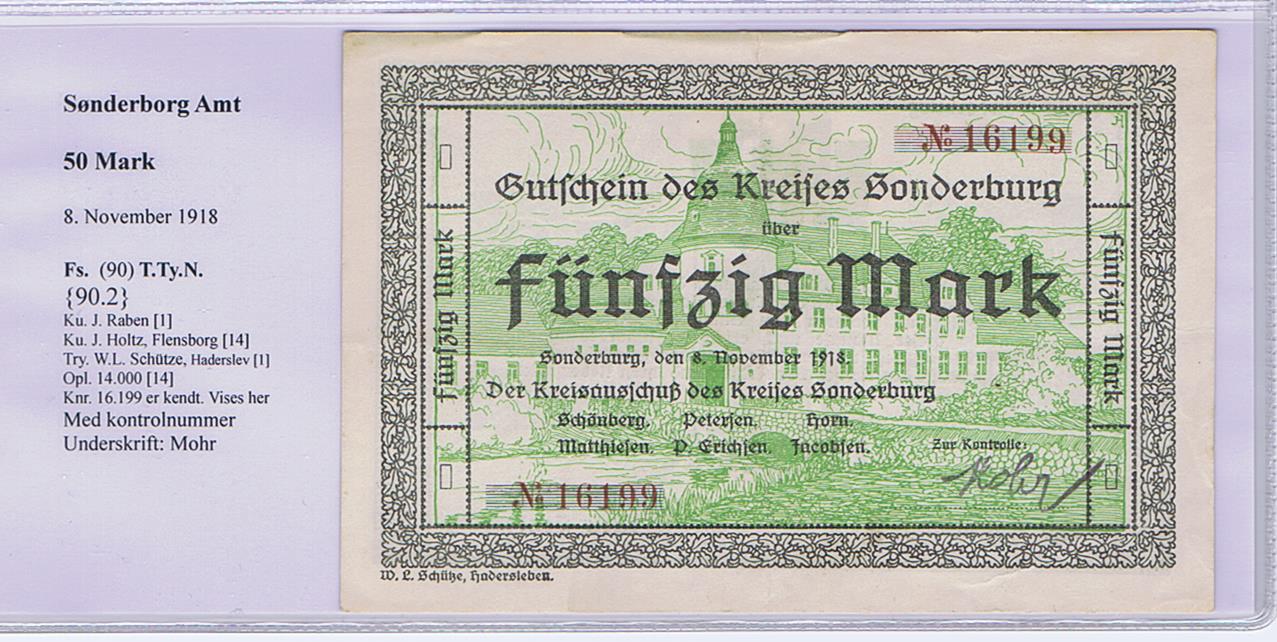 Sønderborg Amt
50 Mark
8. November 1918
Fs. (90) T.Ty.N.
{90.2}
Ku. J. Raben [1]
Ku. J. Holtz, Flensborg [14]
Try. W.L. Schütze, Haderslev [1]
Opl. 14.000 [14]
Knr. 16.199 er kendt. Vises her
Med kontrolnummer
Underskrift: Mohr
№ 16199
Gutſchein des Kreiſes Sonderburg
über
fünfzig Mark
fünfzig Mark
fünfzig Mark
Sonderburg, den 8. November 1918.
Der Kreisausſchuß des Kreiſes Sonderburg
Schönberg. Peterſen. Horn.
Matthieſen. P. Erichſen. Jacobſen.
Zur Kontrolle:
Mohr
№ 16199
W. L. Schütze, Hadersleben.